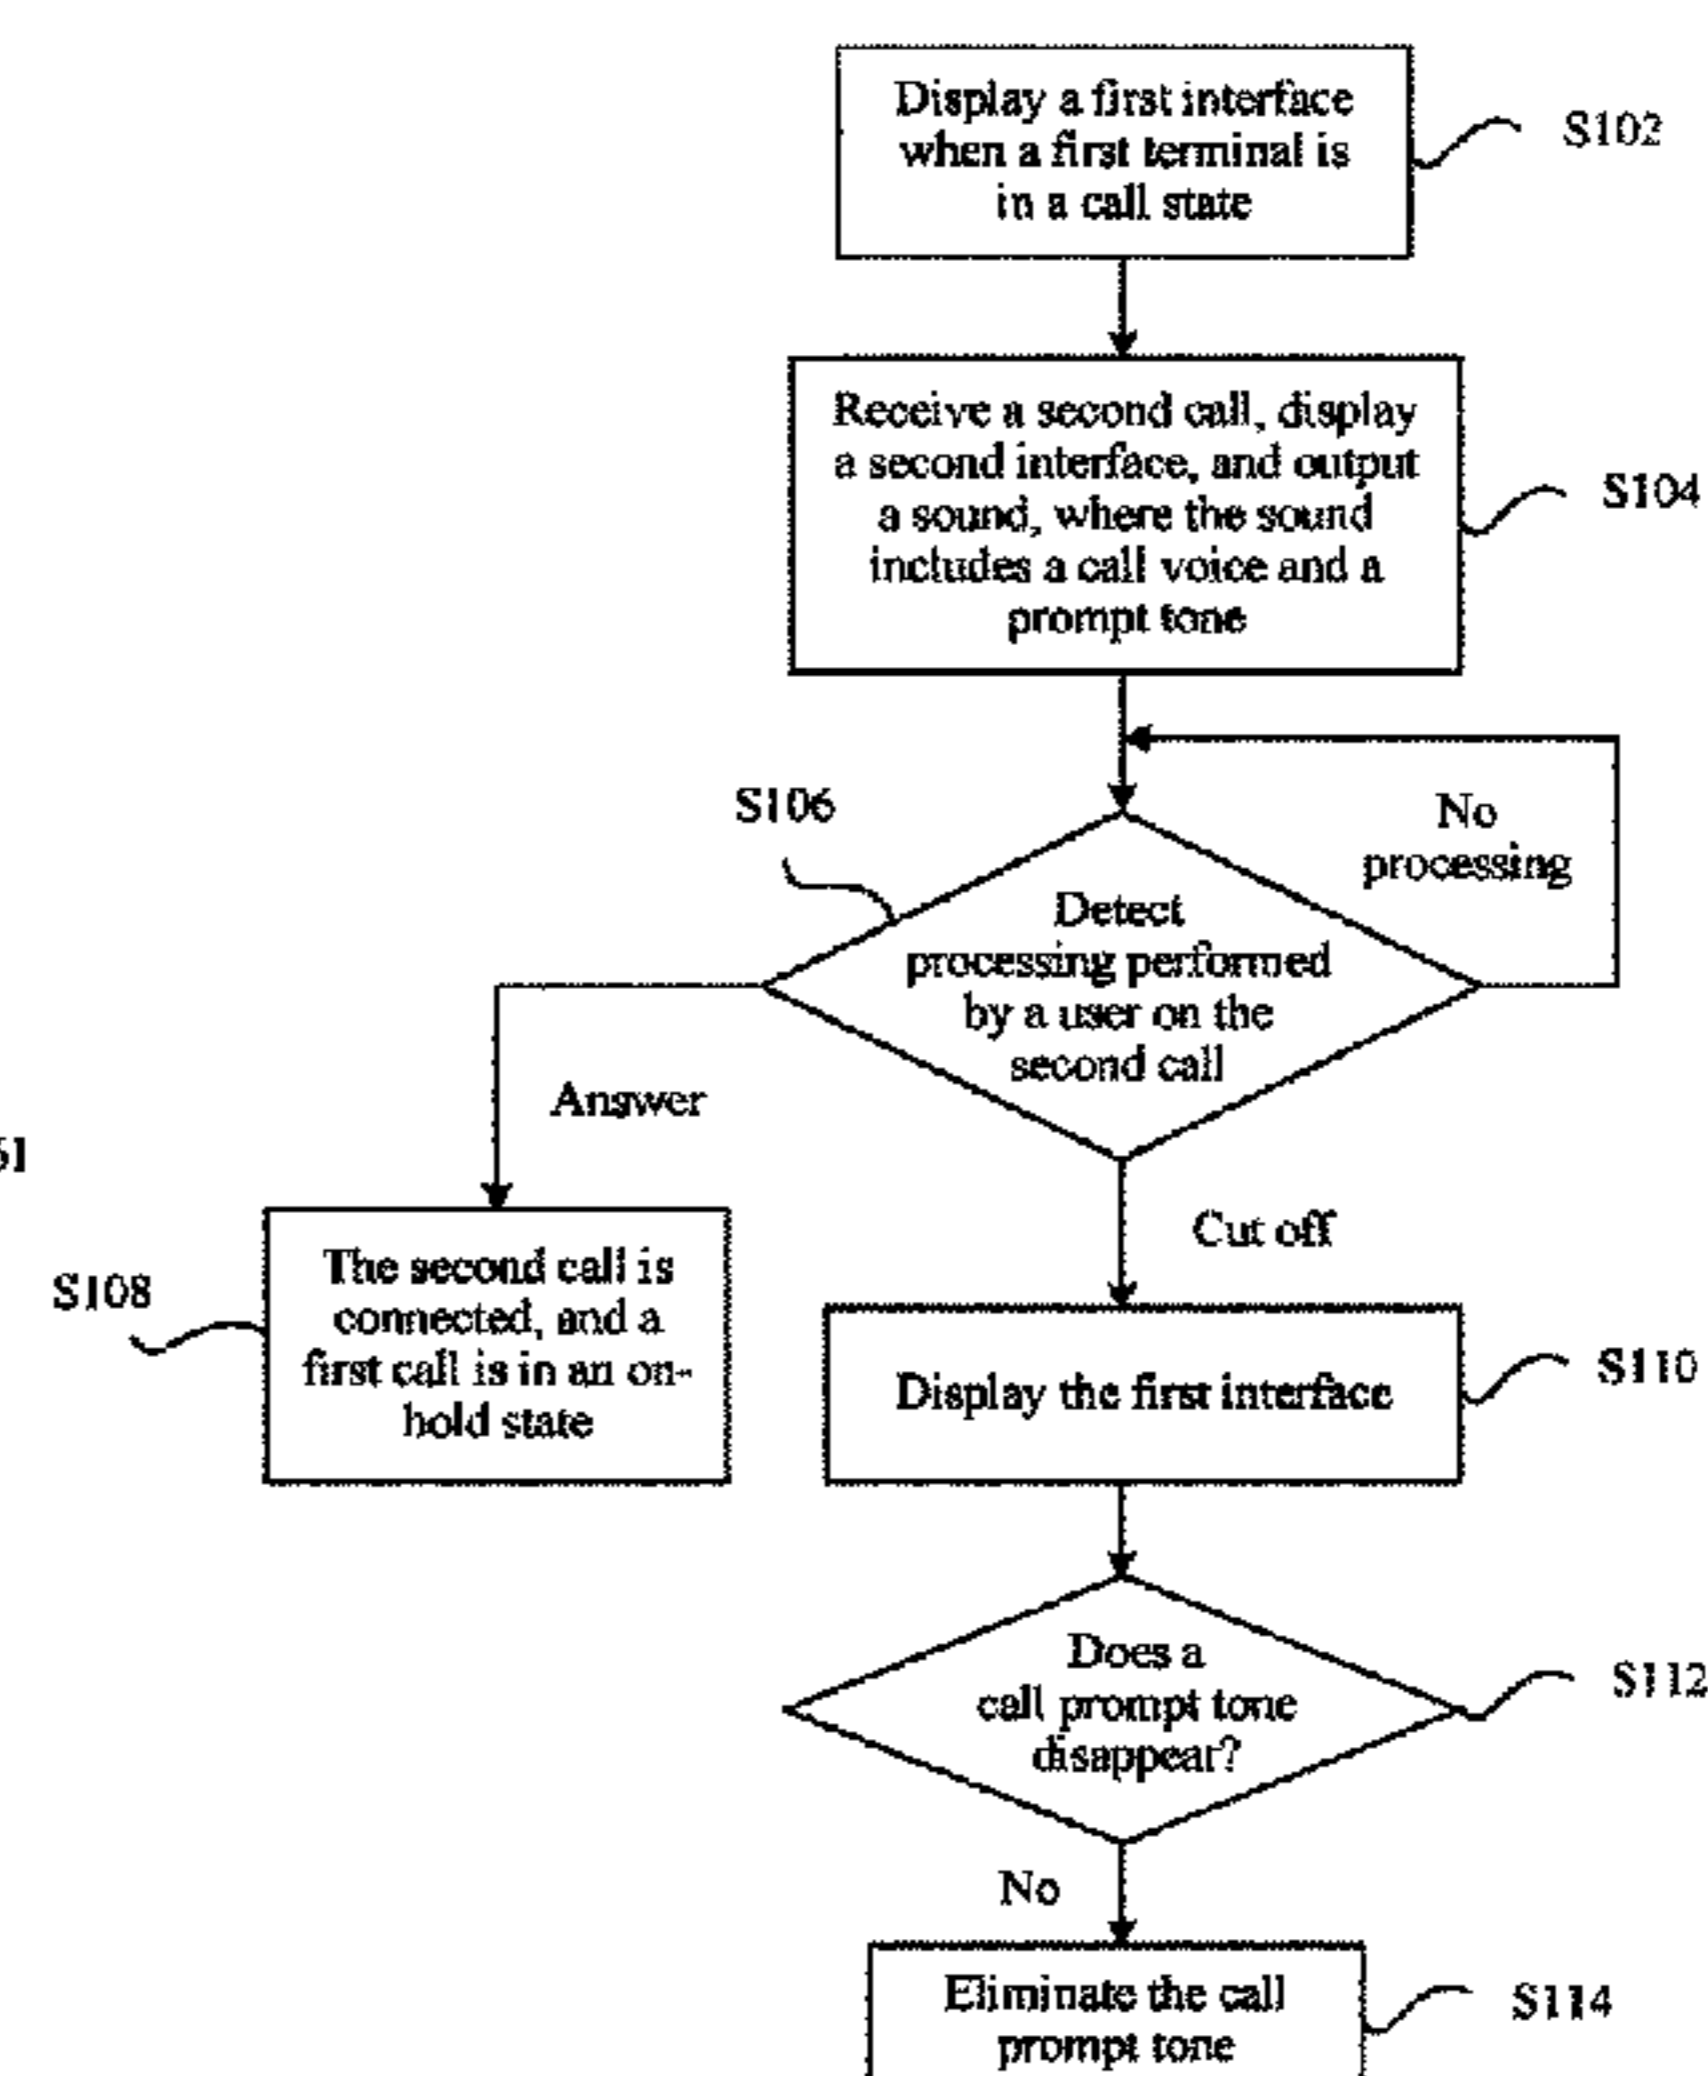 Display a first interface
when a first terminal is
in a call state
S102
Receive a second call, display
a second interface, and output
a sound, where the sound
includes a call voice and a
prompt tone
S104
S106
No
processing
Detect
processing performed
by a user on the
second call
Answer
Cut off
S108
The second call is
connected, and a
first call is in an on-
hold state
Display the first interface
S110
Does a
call prompt tone
disappear?
S112
No
Eliminate the call
prompt tone
S114